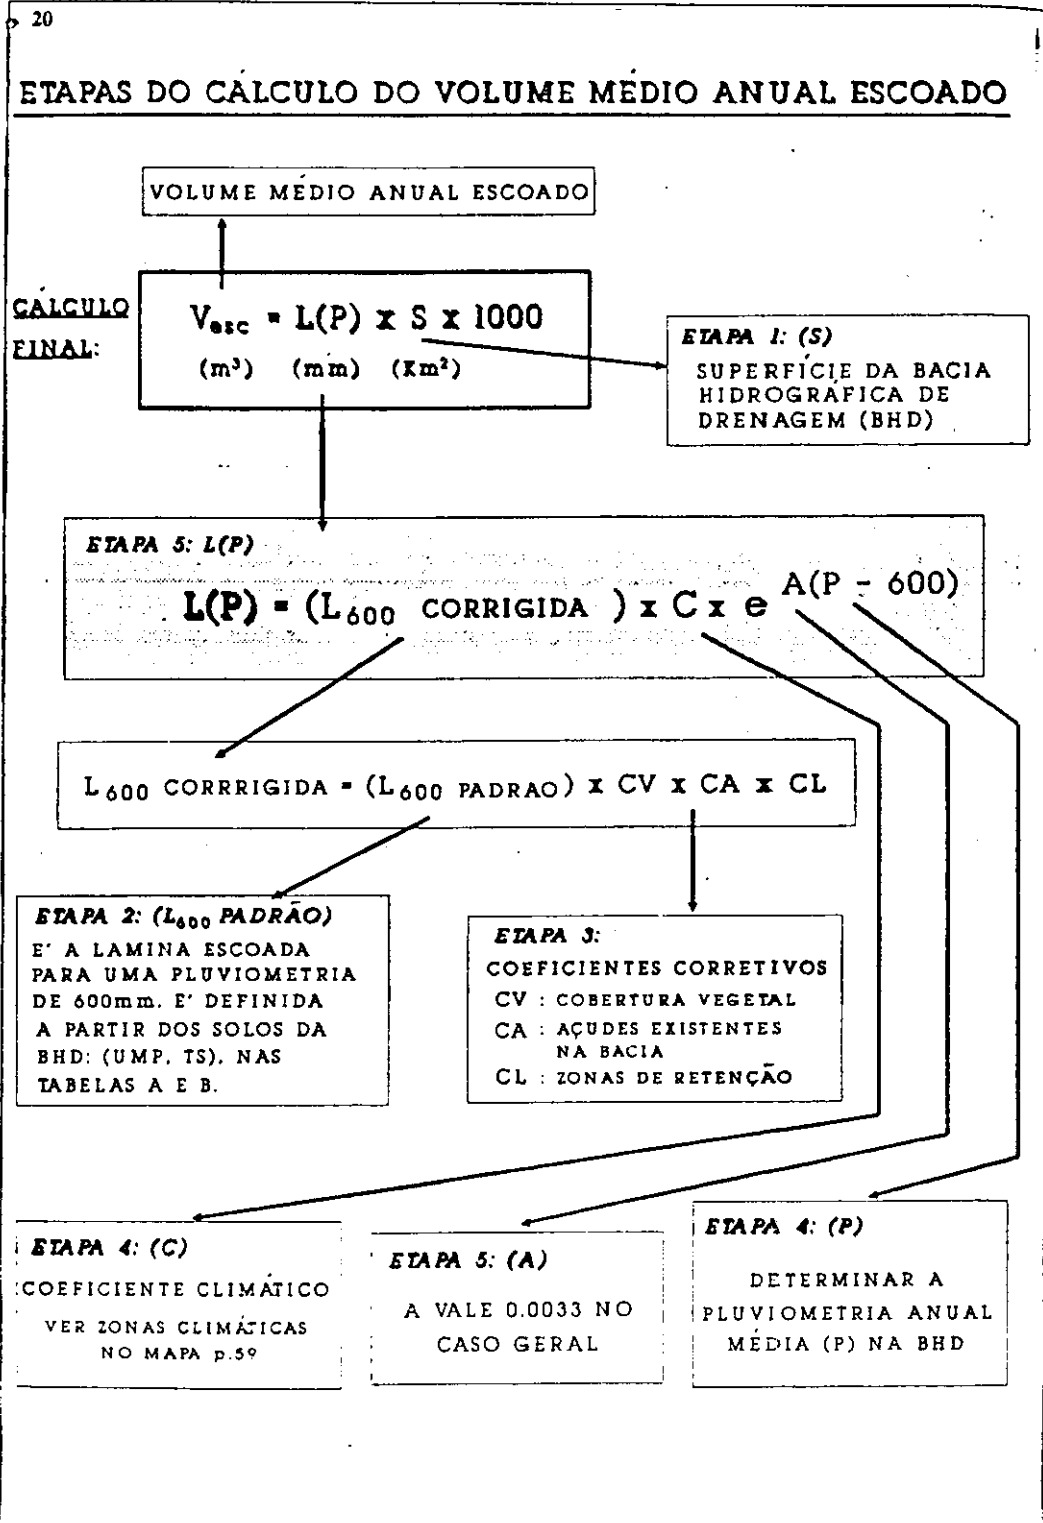 20
ETAPAS DO CÁLCULO DO VOLUME MÉDIO ANUAL ESCOADO
VOLUME MÉDIO ANUAL ESCOADO
CÁLCULO
FINAL:
Vesc = L(P) x S x 1000
(m³) (mm) (Km²)
ETAPA 1: (S)
SUPERFÍCIE DA BACIA
HIDROGRÁFICA DE
DRENAGEM (BHD)
ETAPA 5: L(P)
L(P) = (L600 CORRIGIDA ) x C x e A(P - 600)
L600 CORRRIGIDA = (L600 PADRAO) x CV x CA x CL
ETAPA 2: (L600 PADRÃO)
E' A LAMINA ESCOADA
PARA UMA PLUVIOMETRIA
DE 600mm. E' DEFINIDA
A PARTIR DOS SOLOS DA
BHD: (UMP, TS), NAS
TABELAS A E B.
ETAPA 3:
COEFICIENTES CORRETIVOS
CV : COBERTURA VEGETAL
CA : AÇUDES EXISTENTES
NA BACIA
CL : ZONAS DE RETENÇÃO
ETAPA 4: (C)
COEFICIENTE CLIMÁTICO
VER ZONAS CLIMÁTICAS
NO MAPA p.59
ETAPA 5: (A)
A VALE 0.0033 NO
CASO GERAL
ETAPA 4: (P)
DETERMINAR A
PLUVIOMETRIA ANUAL
MÉDIA (P) NA BHD